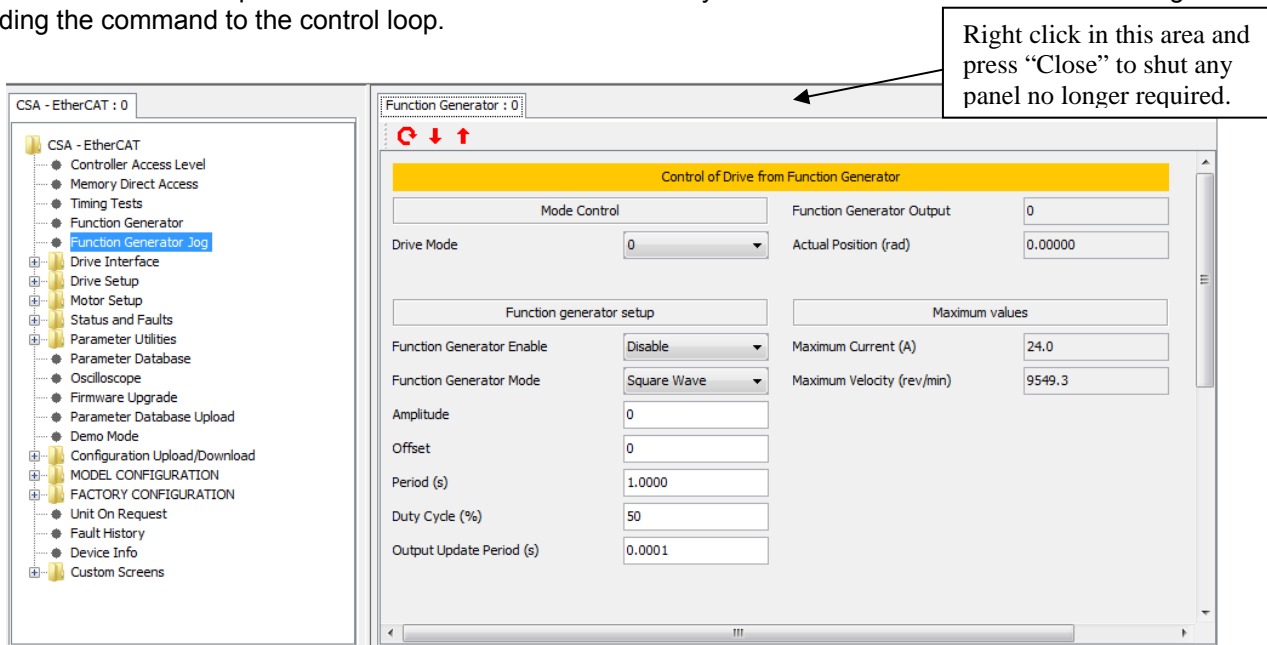 ding the command to the control loop.
Right click in this area and
press “Close” to shut any
panel no longer required.
CSA - EtherCAT : 0
CSA - EtherCAT
Controller Access Level
Memory Direct Access
Timing Tests
Function Generator
Function Generator Jog
Drive Interface
Drive Setup
Motor Setup
Status and Faults
Parameter Utilities
Parameter Database
Oscilloscope
Firmware Upgrade
Parameter Database Upload
Demo Mode
Configuration Upload/Download
MODEL CONFIGURATION
FACTORY CONFIGURATION
Unit On Request
Fault History
Device Info
Custom Screens
Function Generator : 0
Control of Drive from Function Generator
Mode Control
Drive Mode 0
Function Generator Output 0
Actual Position (rad) 0.00000
Function generator setup
Function Generator Enable Disable
Function Generator Mode Square Wave
Amplitude 0
Offset 0
Period (s) 1.0000
Duty Cycle (%) 50
Output Update Period (s) 0.0001
Maximum values
Maximum Current (A) 24.0
Maximum Velocity (rev/min) 9549.3